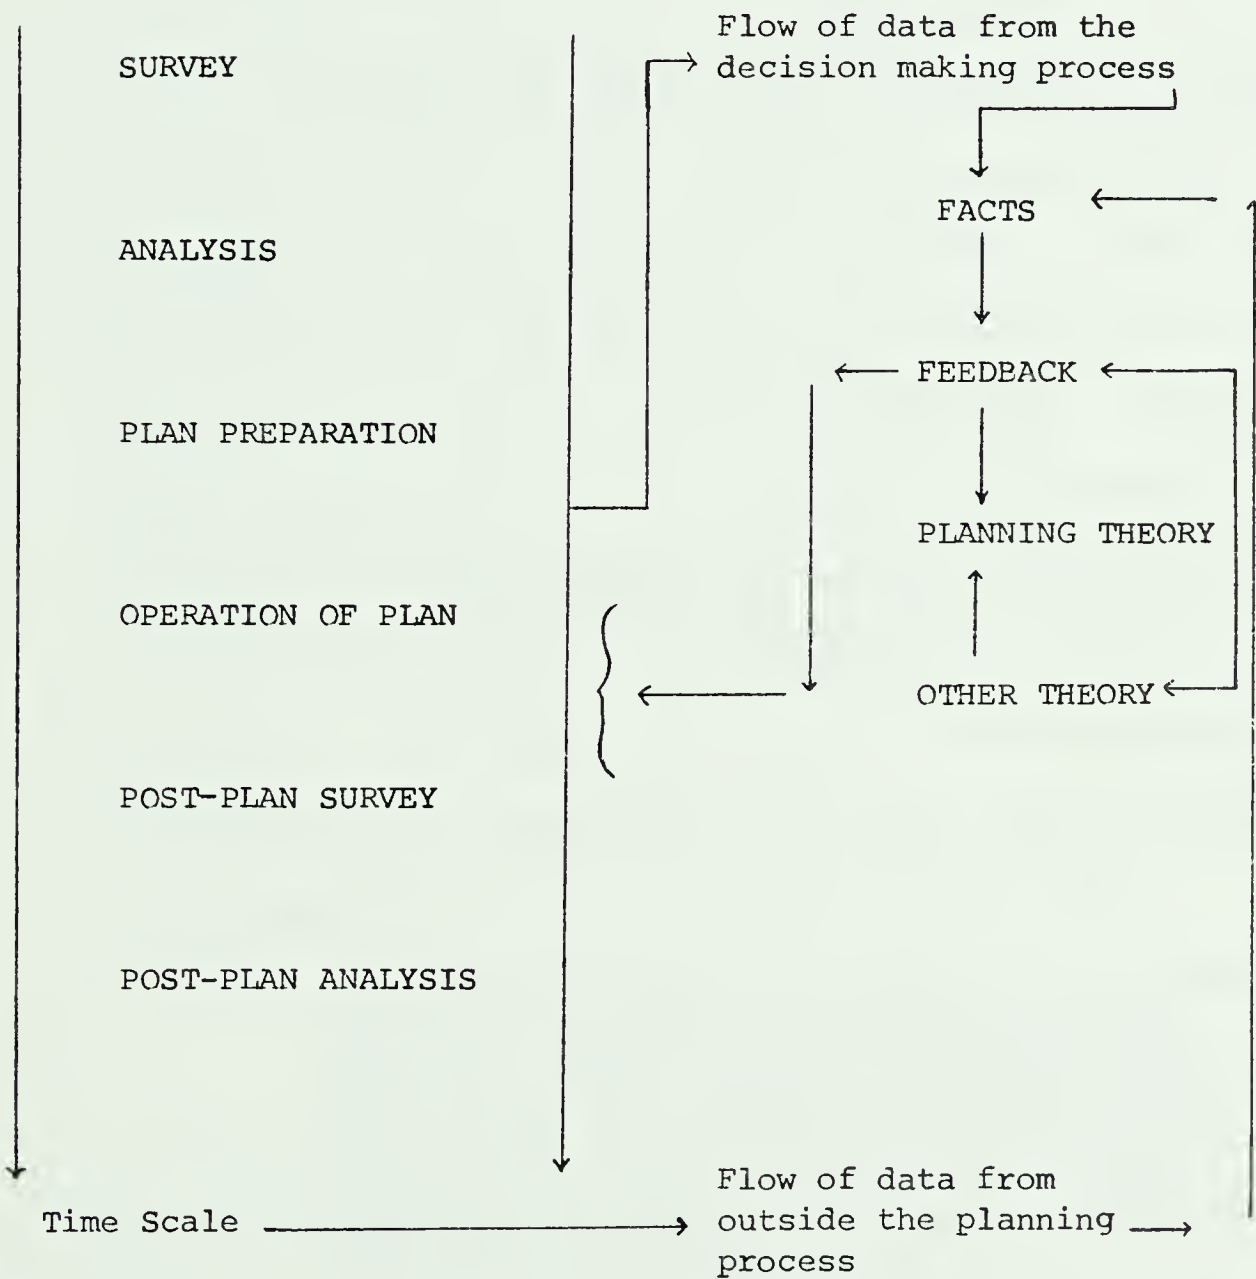 Flow of data from the
decision making process
SURVEY
FACTS
ANALYSIS
FEEDBACK
PLAN PREPARATION
PLANNING THEORY
OPERATION OF PLAN
OTHER THEORY
POST-PLAN SURVEY
POST-PLAN ANALYSIS
Time Scale
Flow of data from
outside the planning
process